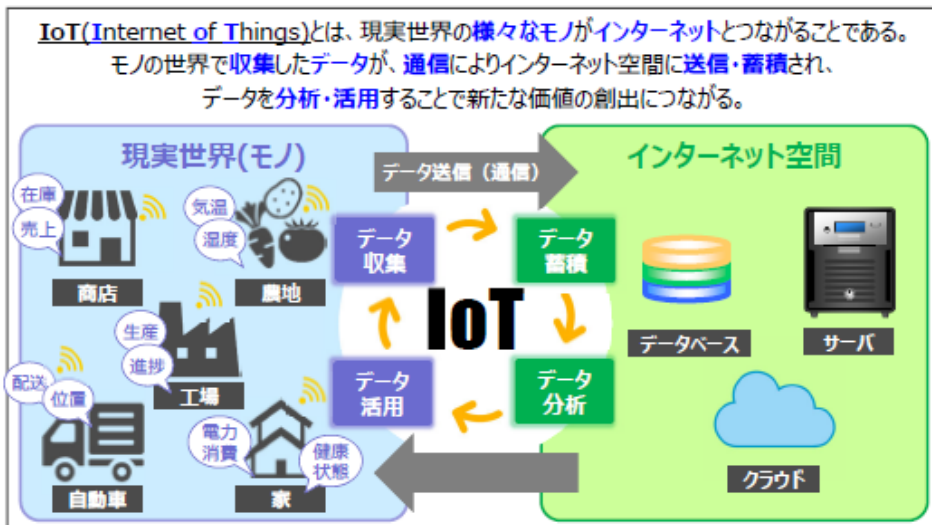 IoT(Internet of Things)とは、現実世界の様々なモノがインターネットとつながることである。
モノの世界で収集したデータが、通信によりインターネット空間に送信・蓄積され、
データを分析・活用することで新たな価値の創出につながる。
現実世界(モノ)
データ送信（通信）
インターネット空間
在庫
売上
商店
気温
湿度
農地
生産
進捗
工場
配送
位置
自動車
電力
消費
健康
状態
家
データ
収集
データ
蓄積
IoT
データ
活用
データ
分析
データベース
サーバ
クラウド